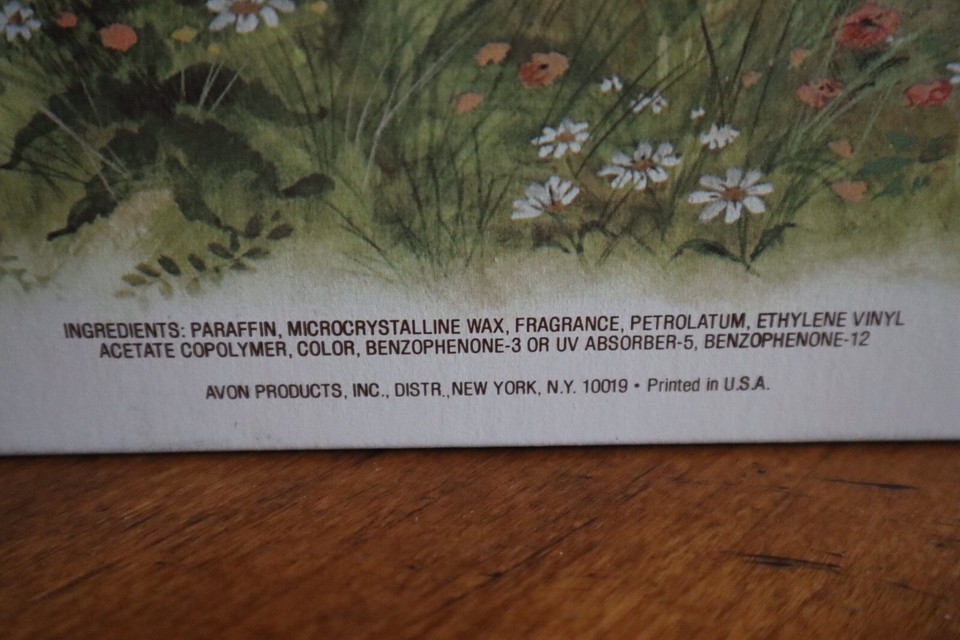 INGREDIENTS: PARAFFIN, MICROCRYSTALLINE WAX, FRAGRANCE, PETROLATUM, ETHYLENE VINYL
ACETATE COPOLYMER, COLOR, BENZOPHENONE-3 OR UV ABSORBER-5, BENZOPHENONE-12
AVON PRODUCTS, INC., DISTR., NEW YORK, N.Y. 10019 • Printed in U.S.A.